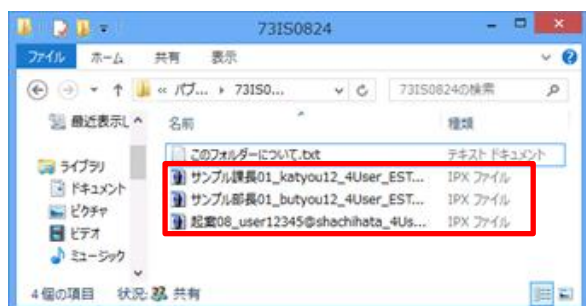 73IS0824
ファイル ホーム 共有 表示
« パブ... 73ISO... 73IS0824の検索
最近表示し 名前 種類
このフォルダーについて.txt テキスト ドキュメント
ライブラリ サンプル課長01_katyou12_4User_EST... IPX ファイル
ドキュメント サンプル部長01_butyou12_4User_EST... IPX ファイル
ピクチャ 起案08_user12345@shachihata_4Us... IPX ファイル
ビデオ
ミュージック
4 個の項目 状況: 共有